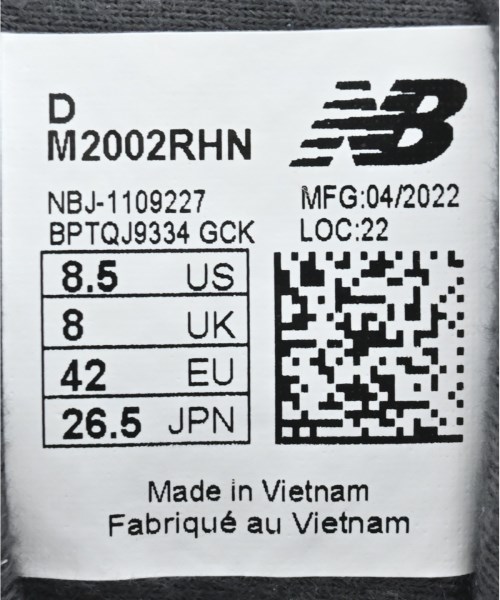 D
M2002RHN
NB
NBJ-1109227
MFG:04/2022
BPTQJ9334 GCK
LOC:22
8.5 US
8 UK
42 EU
26.5 JPN
Made in Vietnam
Fabriqué au Vietnam